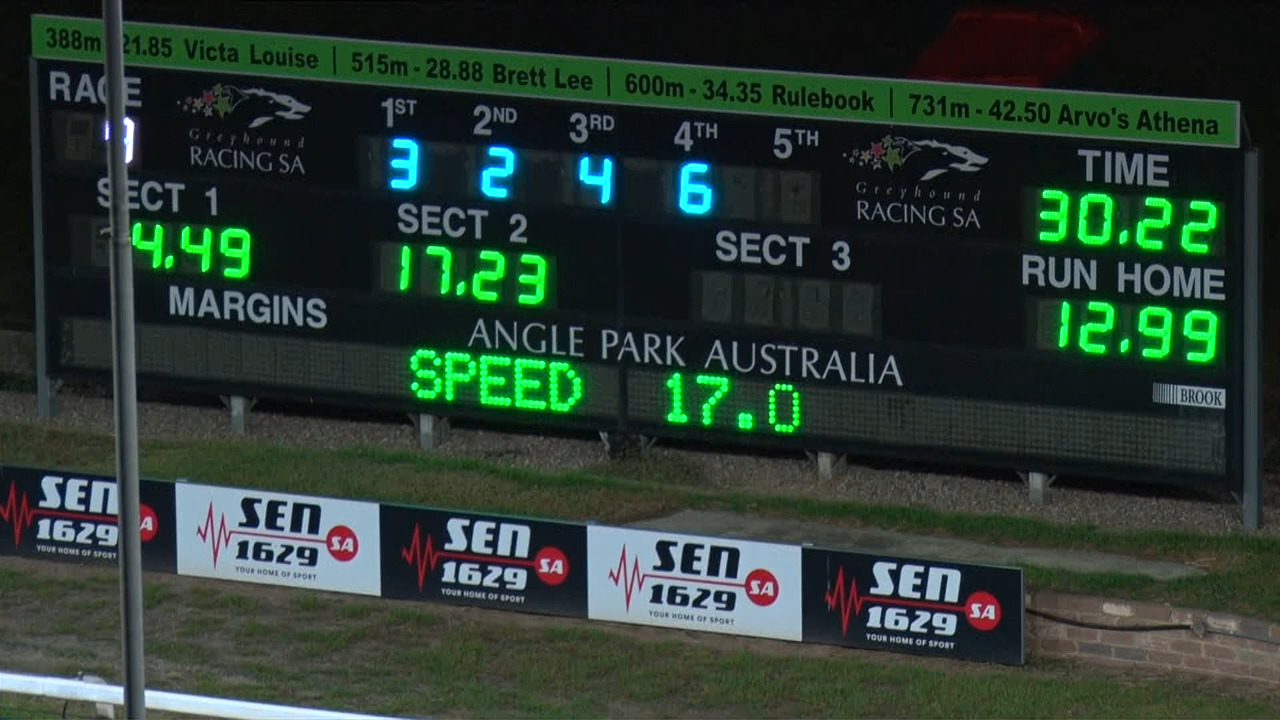 388m 21.85 Victa Louise | 515m - 28.88 Brett Lee | 600m - 34.35 Rulebook | 731m - 42.50 Arvo's Athena
RACE
Greyhound
RACING SA
1ST 2ND 3RD 4TH 5TH
3 2 4 6
Greyhound
RACING SA
TIME
30.22
SECT 1
4.49
SECT 2
17.23
SECT 3
RUN HOME
12.99
MARGINS
ANGLE PARK AUSTRALIA
SPEED 17.0
BROOK
SEN
1629 SA
YOUR HOME OF SPORT
SEN
1629 SA
YOUR HOME OF SPORT
SEN
1629 SA
YOUR HOME OF SPORT
SEN
1629 SA
YOUR HOME OF SPORT
SEN
1629 SA
YOUR HOME OF SPORT